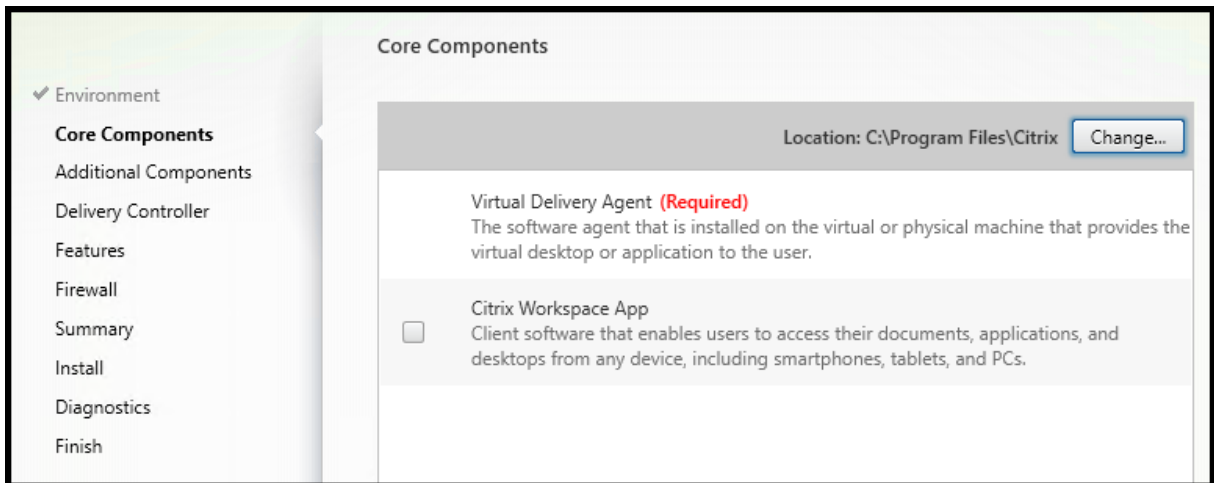 Core Components
Environment
Core Components
Additional Components
Delivery Controller
Features
Firewall
Summary
Install
Diagnostics
Finish
Location: C:\Program Files\Citrix Change...
Virtual Delivery Agent (Required)
The software agent that is installed on the virtual or physical machine that provides the
virtual desktop or application to the user.
Citrix Workspace App
Client software that enables users to access their documents, applications, and
desktops from any device, including smartphones, tablets, and PCs.